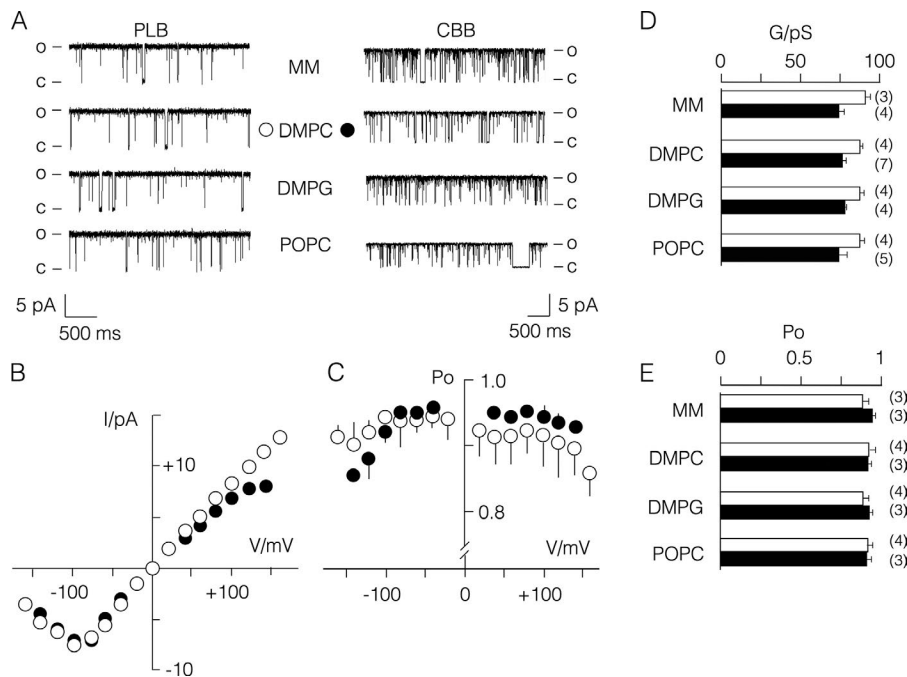 A
PLB
CBB
O
C
MM
O
C
O
C
DMPC
O
C
O
C
DMPG
O
C
O
C
POPC
O
C
5 pA
500 ms
5 pA
500 ms
B
I/pA
+10
V/mV
-100
+100
-10
C
Po
1.0
0.8
V/mV
-100
0
+100
D
G/pS
0
50
100
MM
(3)
(4)
DMPC
(4)
(7)
DMPG
(4)
(4)
POPC
(4)
(5)
E
Po
0
0.5
1
MM
(3)
(3)
DMPC
(4)
(3)
DMPG
(4)
(3)
POPC
(4)
(3)